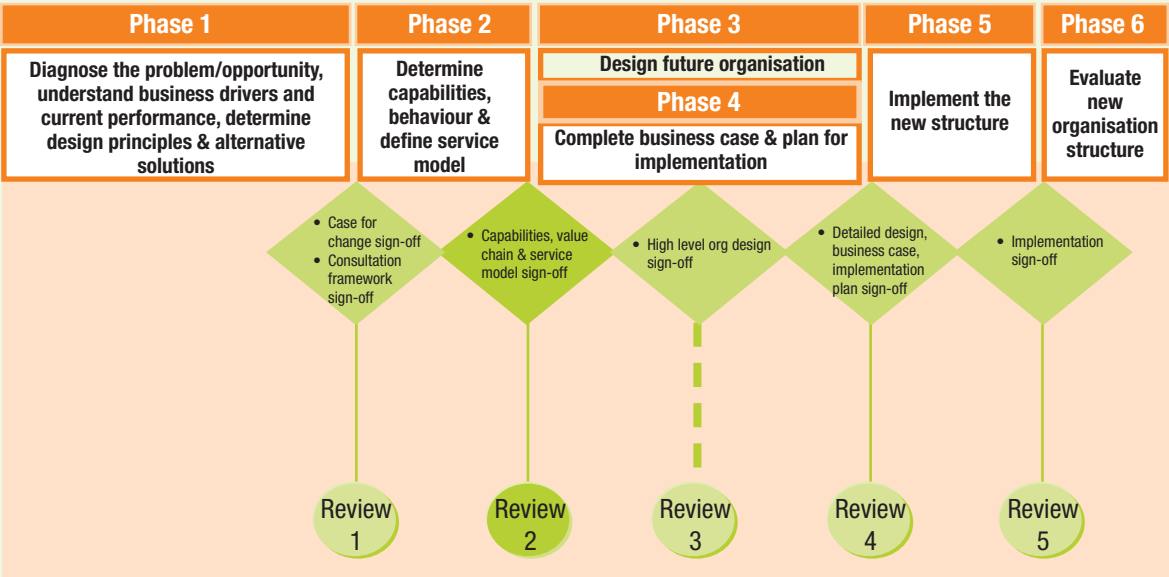 Phase 1
Diagnose the problem/opportunity,
understand business drivers and
current performance, determine
design principles & alternative
solutions
Phase 2
Determine
capabilities,
behaviour &
define service
model
Phase 3
Design future organisation
Phase 4
Complete business case & plan for
implementation
Phase 5
Implement the
new structure
Phase 6
Evaluate
new
organisation
structure
• Case for
change sign-off
• Consultation
framework
sign-off
• Capabilities, value
chain & service
model sign-off
• High level org design
sign-off
• Detailed design,
business case,
implementation
plan sign-off
• Implementation
sign-off
Review
1
Review
2
Review
3
Review
4
Review
5